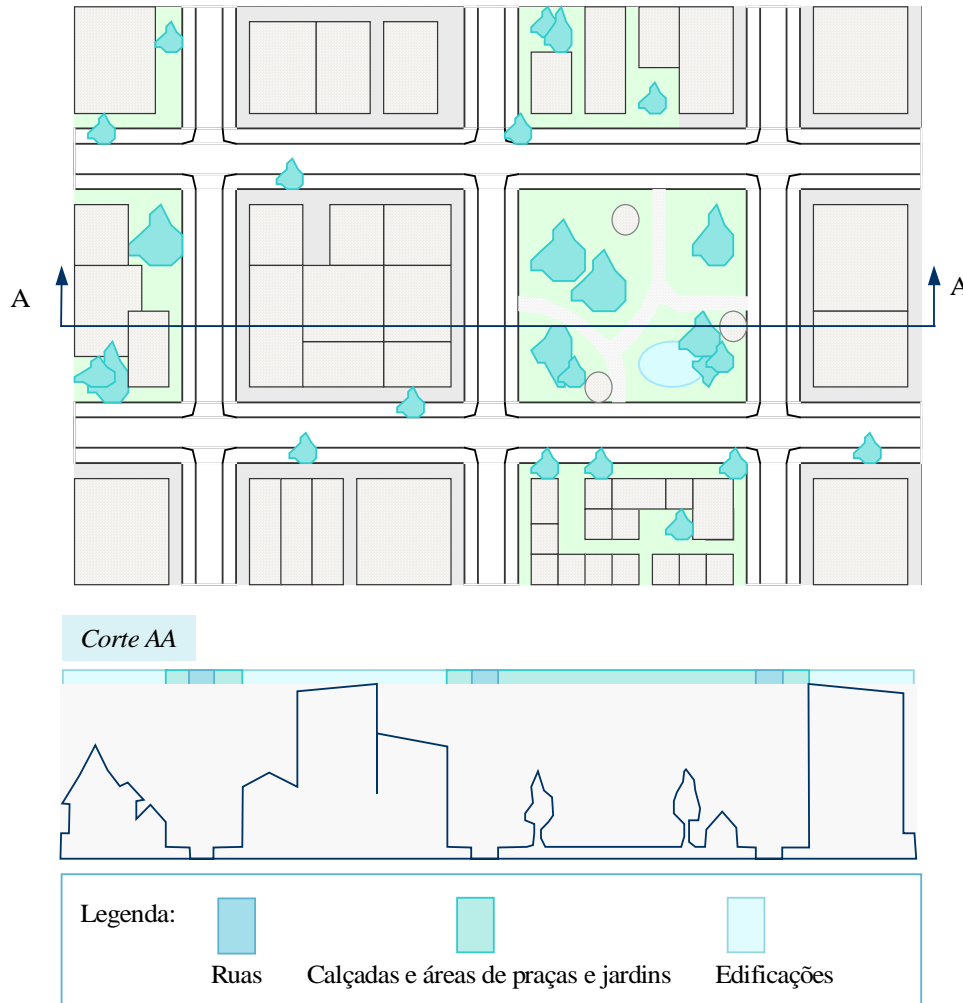 A
A
Corte AA
Legenda:
Ruas
Calçadas e áreas de praças e jardins
Edificações